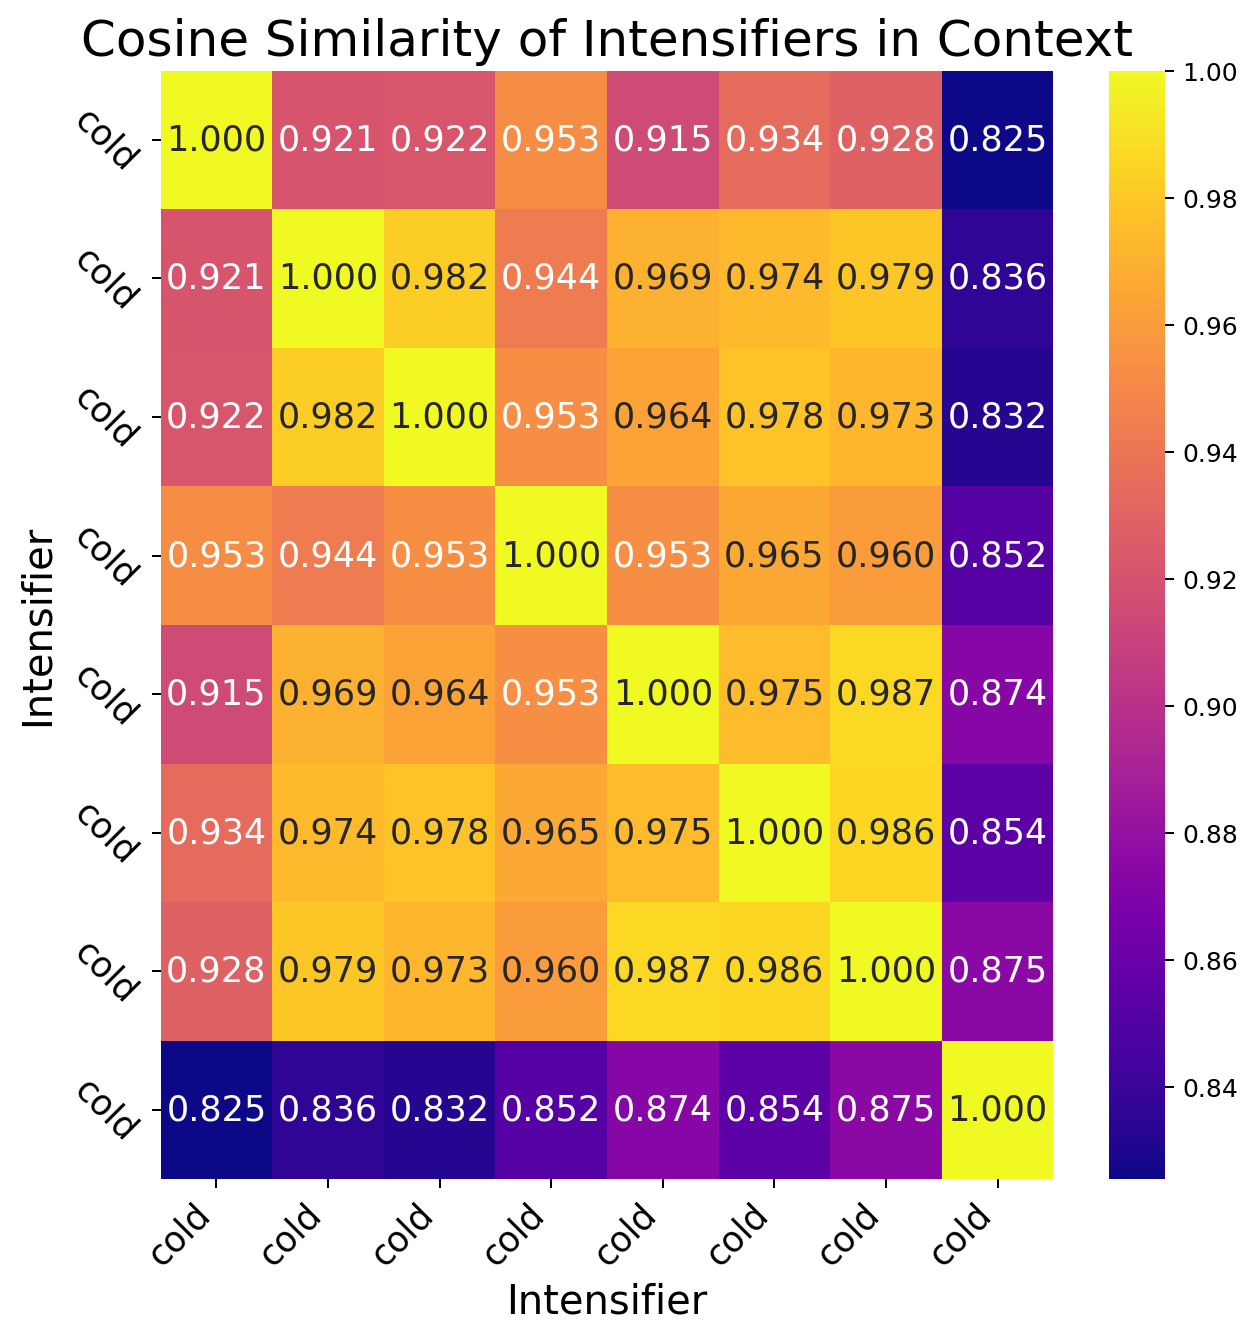 Cosine Similarity of Intensifiers in Context
cold 1.000 0.921 0.922 0.953 0.915 0.934 0.928 0.825
cold 0.921 1.000 0.982 0.944 0.969 0.974 0.979 0.836
cold 0.922 0.982 1.000 0.953 0.964 0.978 0.973 0.832
cold 0.953 0.944 0.953 1.000 0.953 0.965 0.960 0.852
cold 0.915 0.969 0.964 0.953 1.000 0.975 0.987 0.874
cold 0.934 0.974 0.978 0.965 0.975 1.000 0.986 0.854
cold 0.928 0.979 0.973 0.960 0.987 0.986 1.000 0.875
cold 0.825 0.836 0.832 0.852 0.874 0.854 0.875 1.000
cold cold cold cold cold cold cold cold
Intensifier
Intensifier
1.00
0.98
0.96
0.94
0.92
0.90
0.88
0.86
0.84